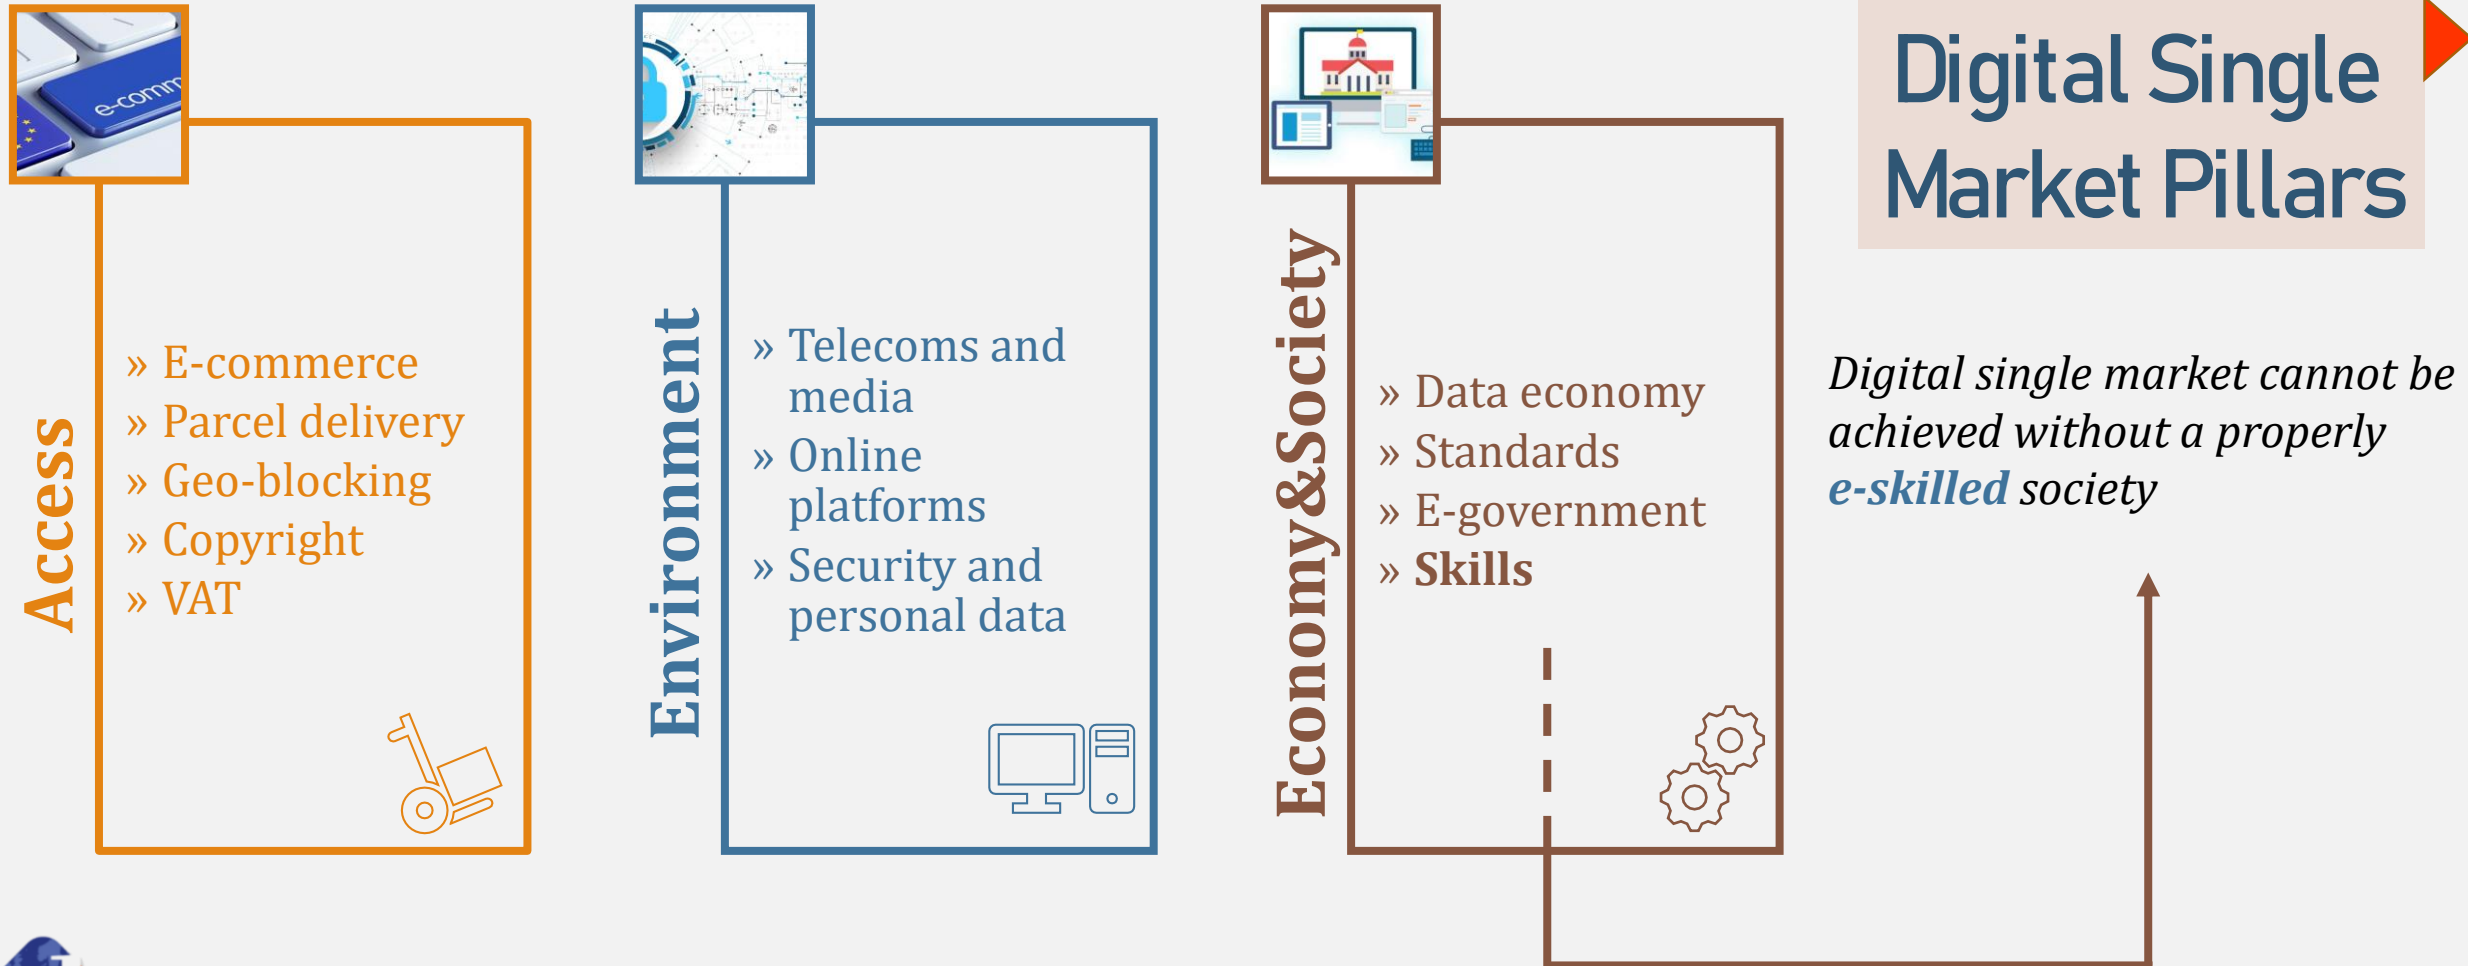 Digital Single
Market Pillars
e-comm
Access
» E-commerce
» Parcel delivery
» Geo-blocking
» Copyright
» VAT
Environment
» Telecoms and
media
» Online
platforms
» Security and
personal data
Economy&Society
» Data economy
» Standards
» E-government
» Skills
Digital single market cannot be
achieved without a properly
e-skilled society